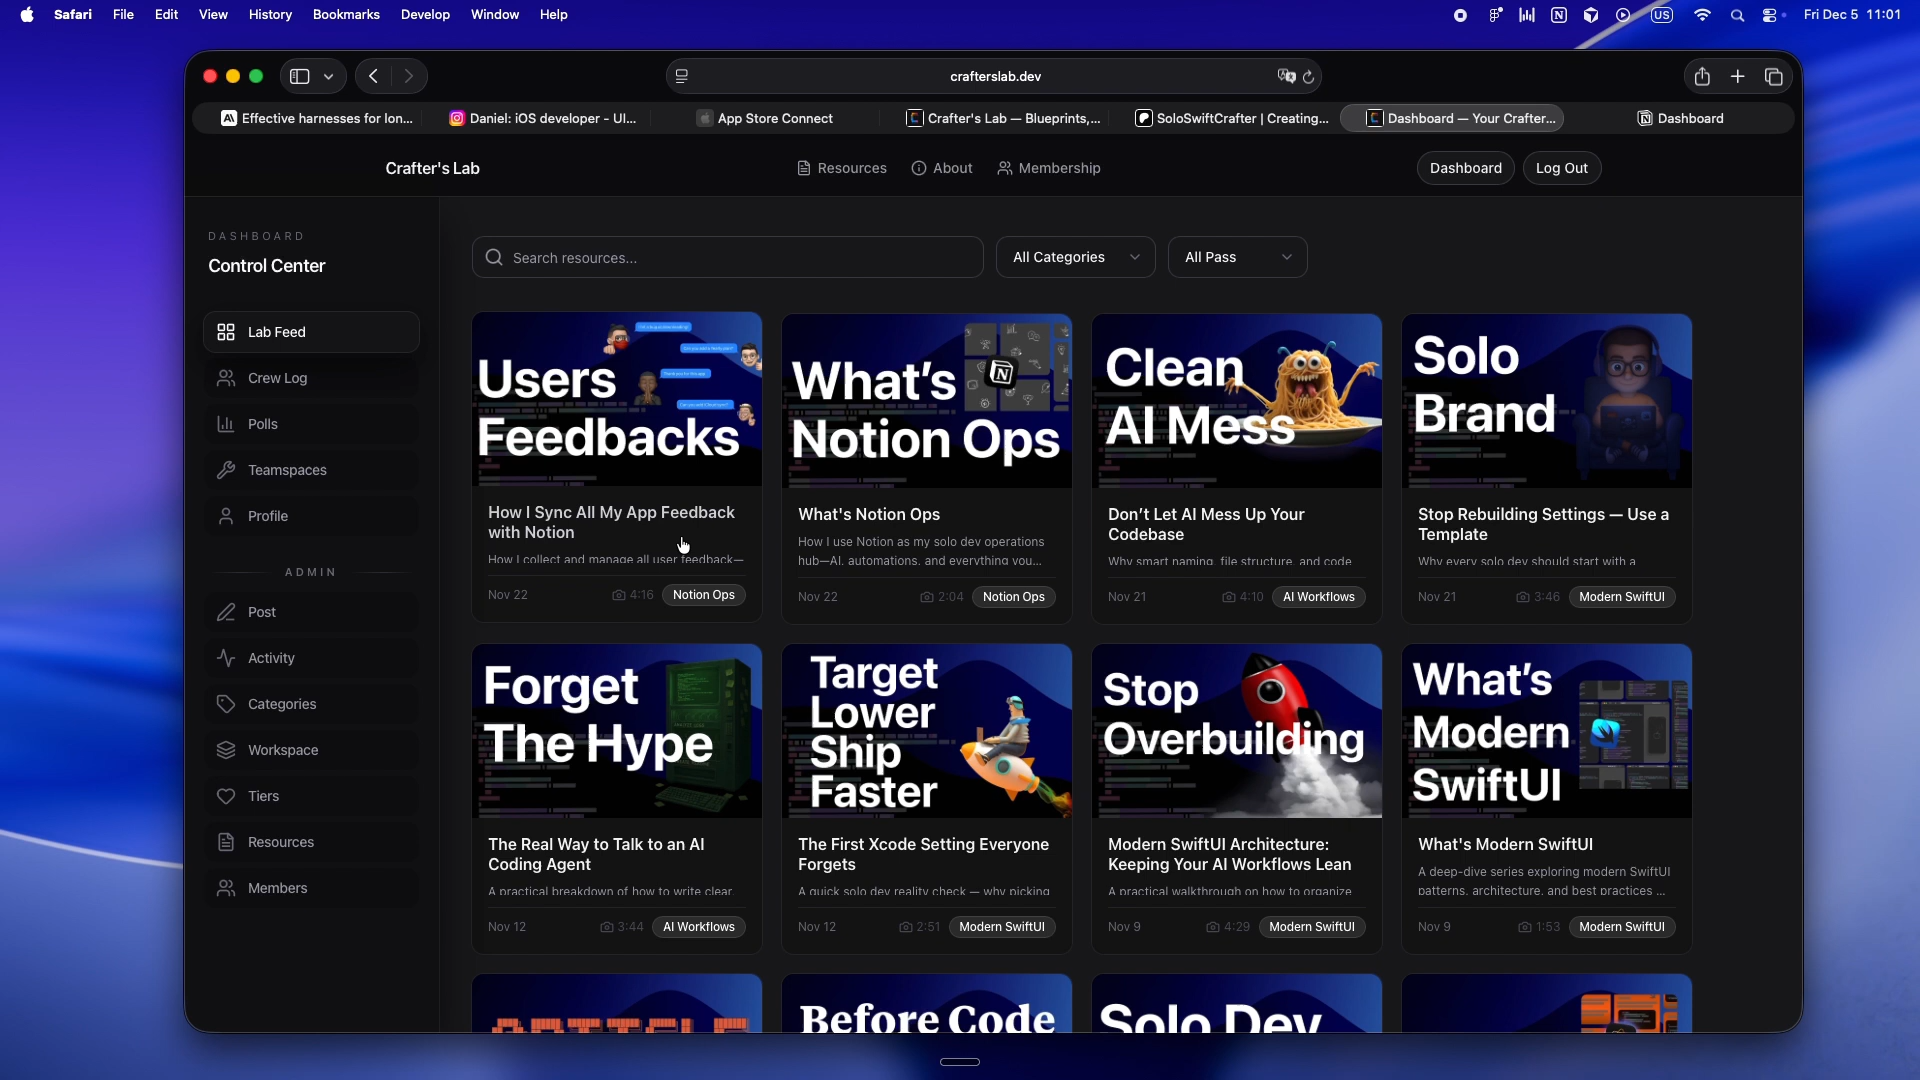 Safari File Edit View History Bookmarks Develop Window Help
US
Fri Dec 5 11:01
crafterslab.dev
Effective harnesses for lon...
Daniel: iOS developer - UI...
App Store Connect
Crafter's Lab — Blueprints,...
SoloSwiftCrafter | Creating...
Dashboard — Your Crafter...
Dashboard
Crafter's Lab
Resources
About
Membership
Dashboard
Log Out
DASHBOARD
Control Center
Lab Feed
Crew Log
Polls
Teamspaces
Profile
ADMIN
Post
Activity
Categories
Workspace
Tiers
Resources
Members
Search resources...
All Categories
All Pass
Users
Feedbacks
How I Sync All My App Feedback
with Notion
How I collect and manage all user feedback—
Nov 22
4:16
Notion Ops
What's
Notion Ops
What's Notion Ops
How I use Notion as my solo dev operations
hub—AI, automations, and everything you...
Nov 22
2:04
Notion Ops
Clean
AI Mess
Don't Let AI Mess Up Your
Codebase
Why smart naming, file structure, and code
Nov 21
4:10
AI Workflows
Solo
Brand
Stop Rebuilding Settings — Use a
Template
Why every solo dev should start with a
Nov 21
3:46
Modern SwiftUI
Forget
The Hype
The Real Way to Talk to an AI
Coding Agent
A practical breakdown of how to write clear,
Nov 12
3:44
AI Workflows
Target
Lower
Ship
Faster
The First Xcode Setting Everyone
Forgets
A quick solo dev reality check — why picking
Nov 12
2:51
Modern SwiftUI
Stop
Overbuilding
Modern SwiftUI Architecture:
Keeping Your AI Workflows Lean
A practical walkthrough on how to organize
Nov 9
4:29
Modern SwiftUI
What's
Modern
SwiftUI
What's Modern SwiftUI
A deep-dive series exploring modern SwiftUI
patterns, architecture, and best practices ...
Nov 9
1:53
Modern SwiftUI
Before Code
Solo Dev